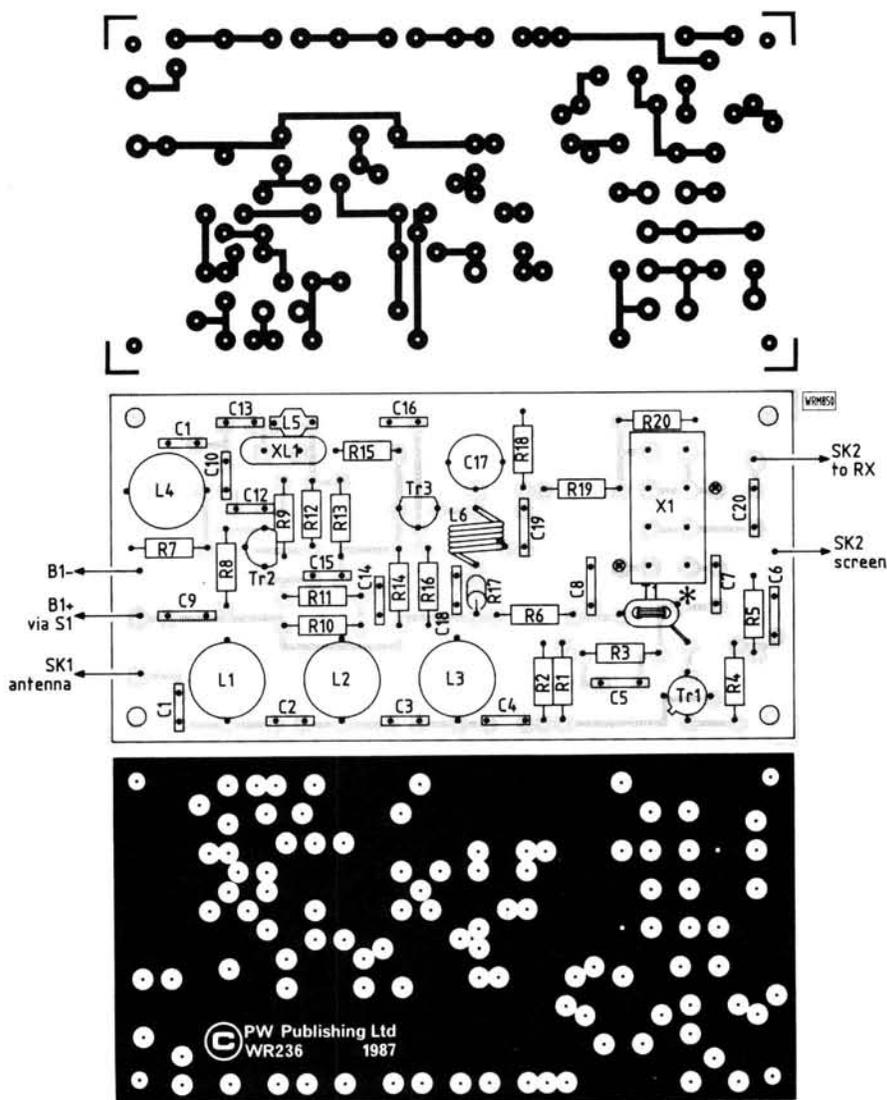 WRM850
C13
L5
C16
C1
XL1
R15
R18
R20
SK2
to RX
C10
C17
L4
C12
R9
R12
R13
Tr3
L6
R19
X1
C20
C19
R7
R8
Tr2
SK2
screen
B1-
C15
C14
R14
R16
C18
R17
C8
C7
*
C6
R11
B1+
via S1
C9
R10
R6
R5
R3
SK1
antenna
L1
L2
L3
R2
R1
C5
Tr1
R4
C1
C2
C3
C4
© PW Publishing Ltd
WR236 1987